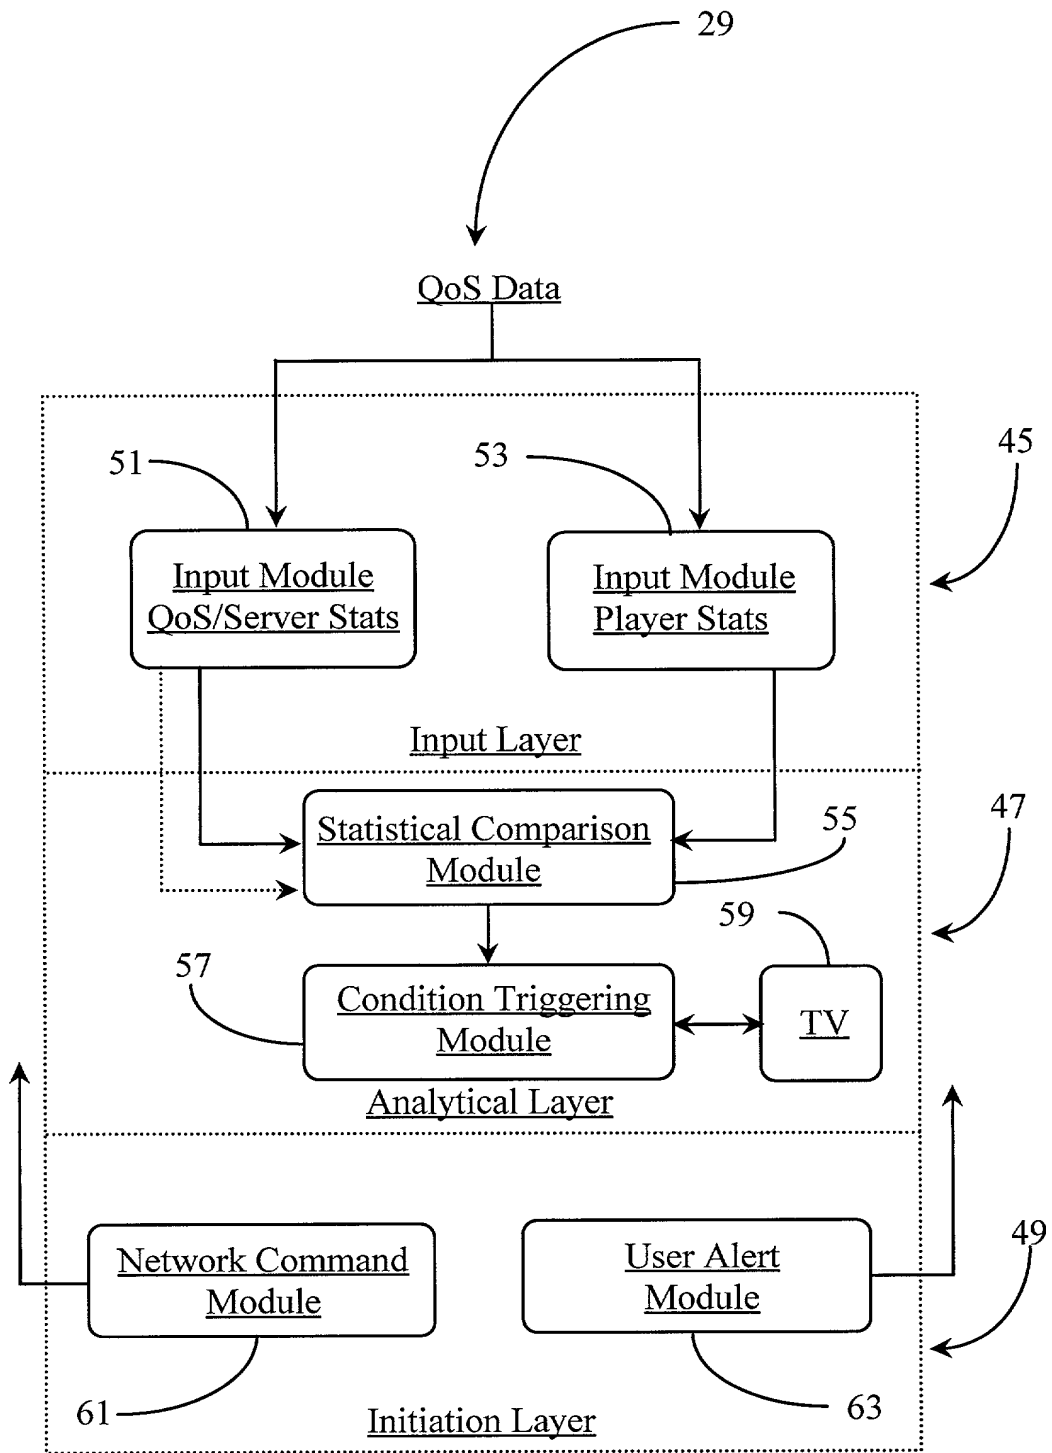 29
QoS Data
45
51
53
Input Module
QoS/Server Stats
Input Module
Player Stats
Input Layer
47
Statistical Comparison
Module
55
59
57
Condition Triggering
Module
TV
Analytical Layer
49
Network Command
Module
User Alert
Module
61
63
Initiation Layer